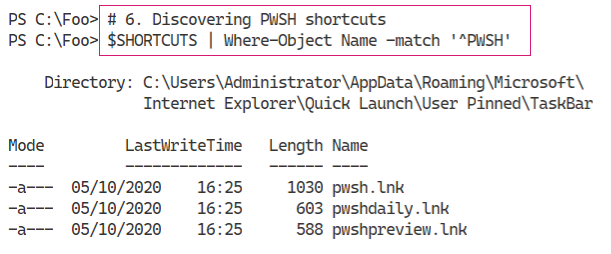 PS C:\Foo> # 6. Discovering PWSH shortcuts
PS C:\Foo> $SHORTCUTS | Where-Object Name -match '^PWSH'
Directory: C:\Users\Administrator\AppData\Roaming\Microsoft\
Internet Explorer\Quick Launch\User Pinned\TaskBar
Mode LastWriteTime Length Name
---- ------------- ------ ----
-a--- 05/10/2020 16:25 1030 pwsh.lnk
-a--- 05/10/2020 16:25 603 pwshdaily.lnk
-a--- 05/10/2020 16:25 588 pwshpreview.lnk